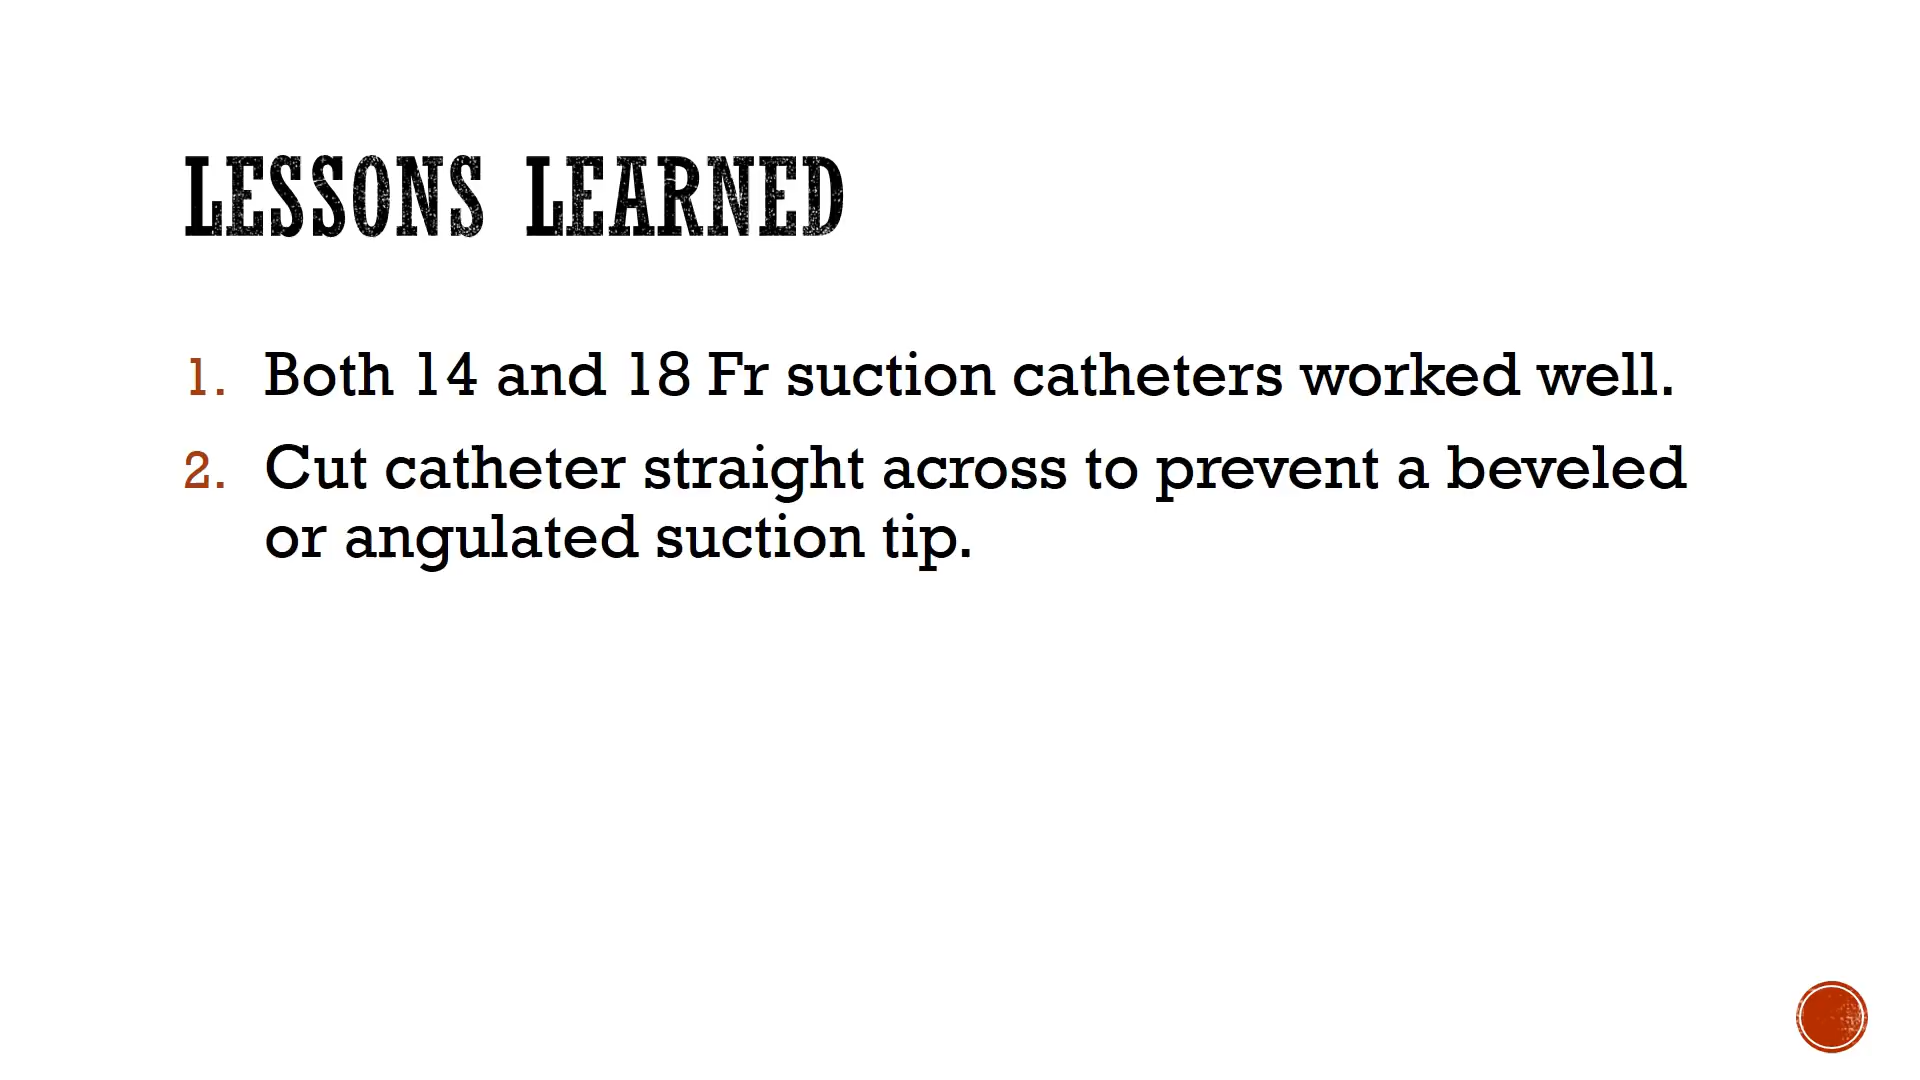 LESSONS LEARNED
1. Both 14 and 18 Fr suction catheters worked well.
2. Cut catheter straight across to prevent a beveled
or angulated suction tip.